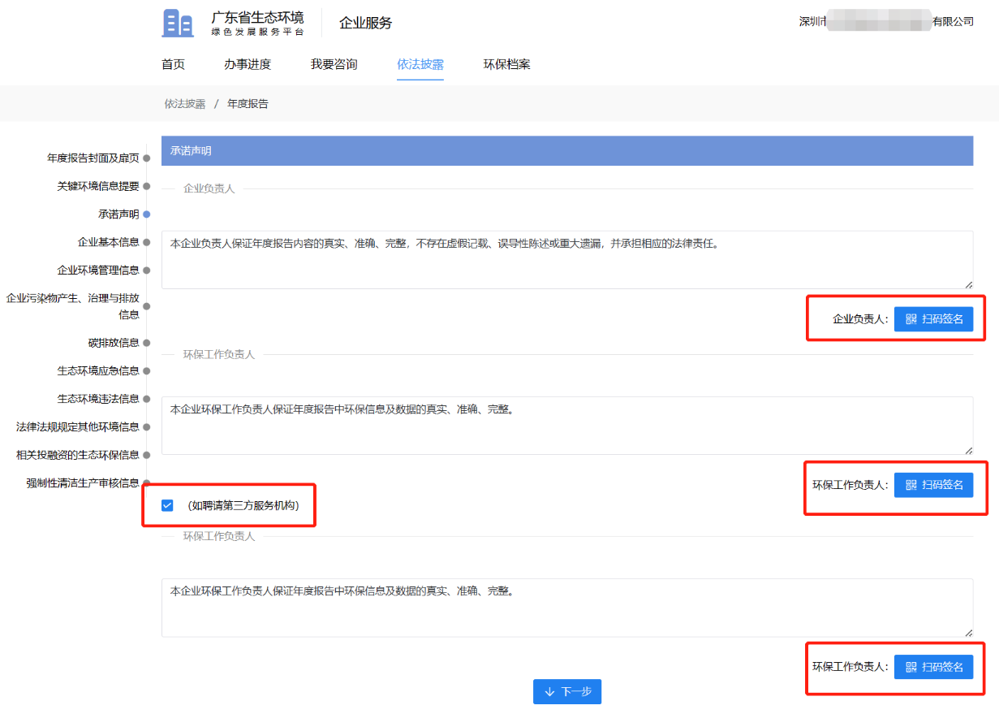 广东省生态环境
绿色发展服务平台
企业服务
深圳市
有限公司
首页 办事进度 我要咨询 依法披露 环保档案
依法披露 / 年度报告
年度报告封面及扉页
关键环境信息提要
承诺声明
企业基本信息
企业环境管理信息
企业污染物产生、治理与排放
信息
碳排放信息
生态环境应急信息
生态环境违法信息
法律法规规定其他环境信息
相关投融资的生态环保信息
强制性清洁生产审核信息
承诺声明
企业负责人
本企业负责人保证年度报告内容的真实、准确、完整，不存在虚假记载、误导性陈述或重大遗漏，并承担相应的法律责任。
企业负责人： 扫码签名
环保工作负责人
本企业环保工作负责人保证年度报告中环保信息及数据的真实、准确、完整。
环保工作负责人： 扫码签名
（如聘请第三方服务机构）
环保工作负责人
本企业环保工作负责人保证年度报告中环保信息及数据的真实、准确、完整。
环保工作负责人： 扫码签名
下一步